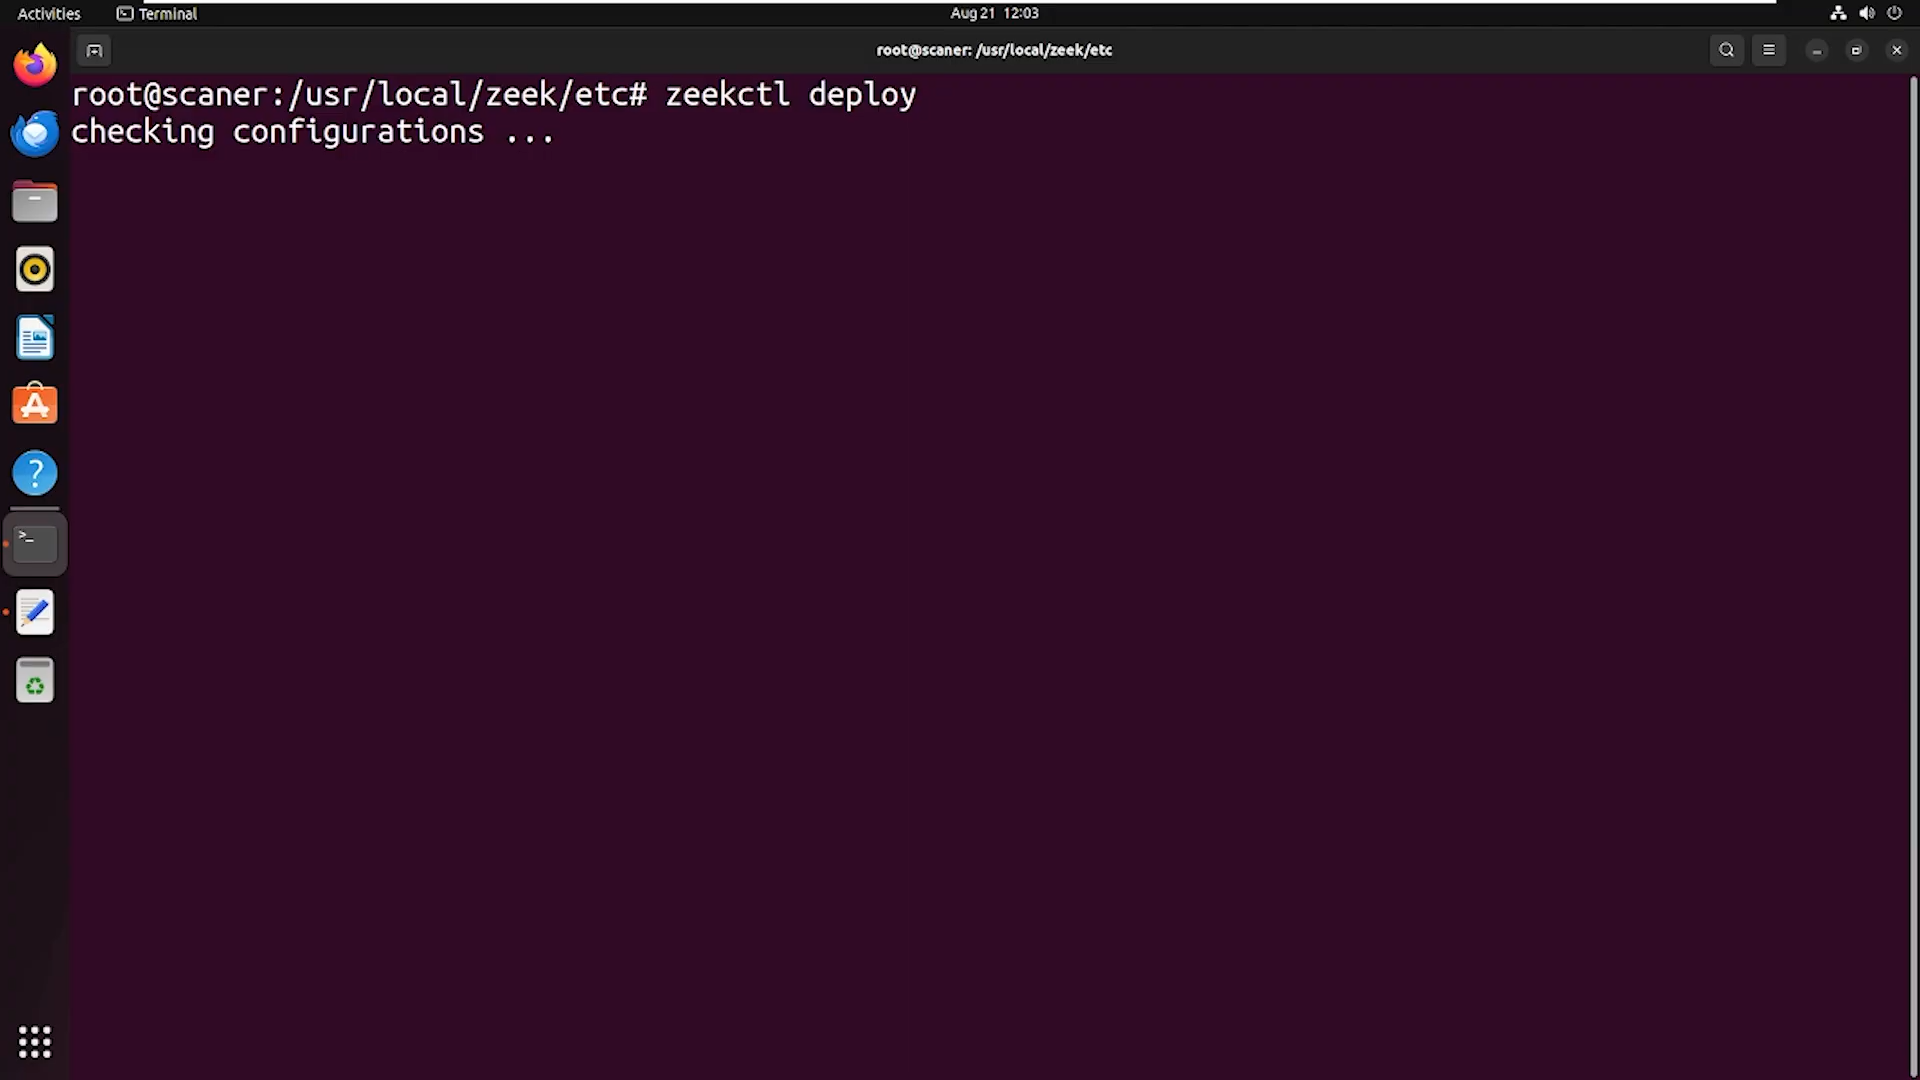 Activities Terminal Aug 21 12:03
root@scaner: /usr/local/zeek/etc
root@scaner:/usr/local/zeek/etc# zeekctl deploy
checking configurations ...